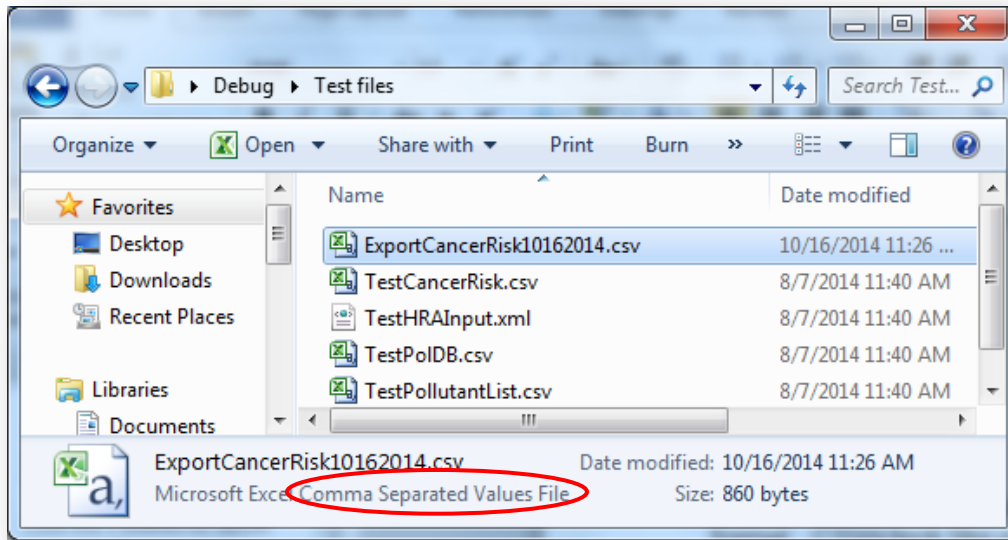 Debug Test files Search Test...
Organize Open Share with Print Burn »
Name Date modified
Favorites
Desktop
Downloads
Recent Places
Libraries
Documents
ExportCancerRisk10162014.csv 10/16/2014 11:26 ...
TestCancerRisk.csv 8/7/2014 11:40 AM
TestHRAInput.xml 8/7/2014 11:40 AM
TestPolDB.csv 8/7/2014 11:40 AM
TestPollutantList.csv 8/7/2014 11:40 AM
ExportCancerRisk10162014.csv Date modified: 10/16/2014 11:26 AM
Microsoft Excel Comma Separated Values File Size: 860 bytes